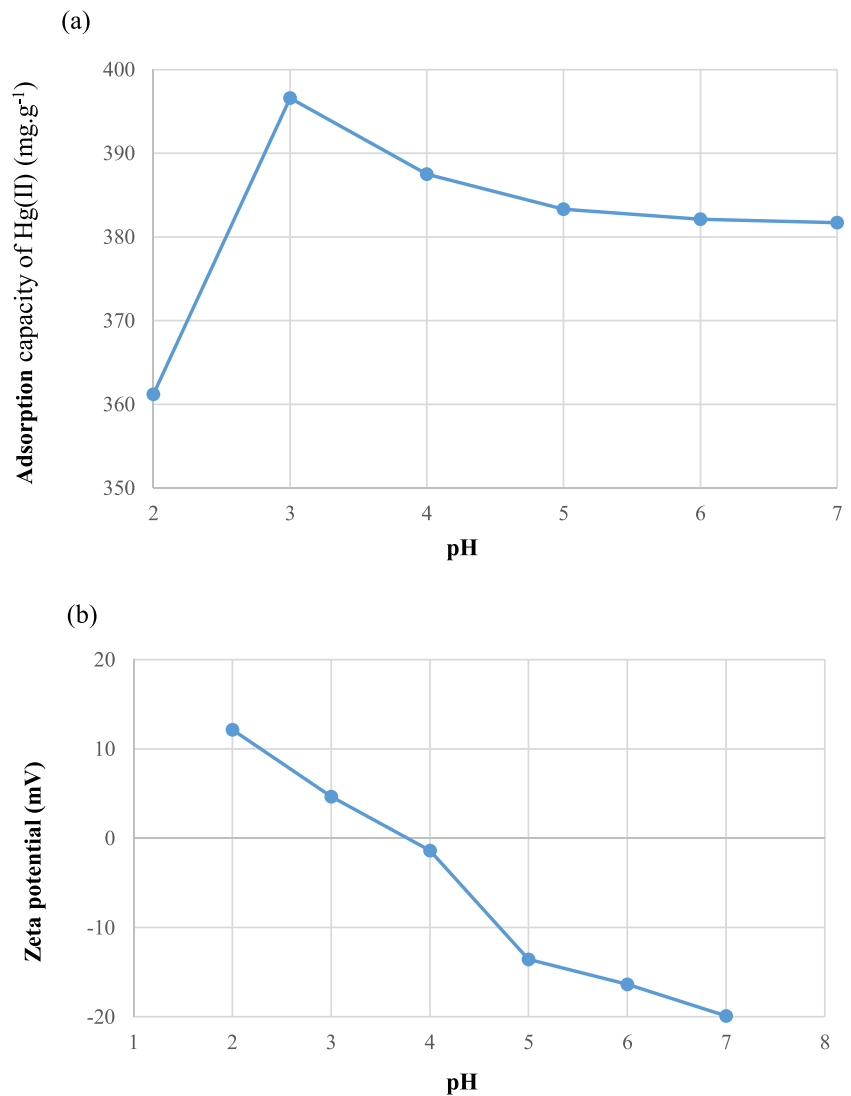 (a)
Adsorption capacity of Hg(II) (mg.g-1)
400
390
380
370
360
350
2 3 4 5 6 7
pH
(b)
Zeta potential (mV)
20
10
0
-10
-20
1 2 3 4 5 6 7 8
pH